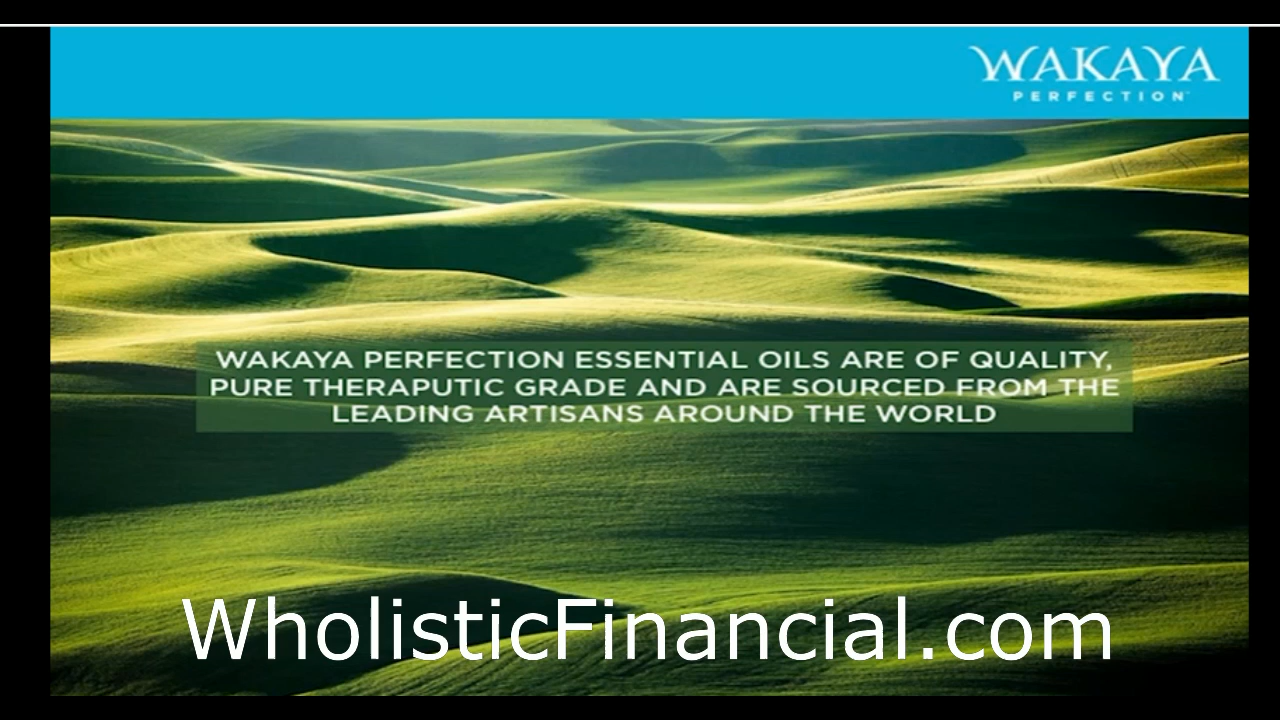 WAKAYA
PERFECTION
WAKAYA PERFECTION ESSENTIAL OILS ARE OF QUALITY,
PURE THERAPUTIC GRADE AND ARE SOURCED FROM THE
LEADING ARTISANS AROUND THE WORLD
WholisticFinancial.com